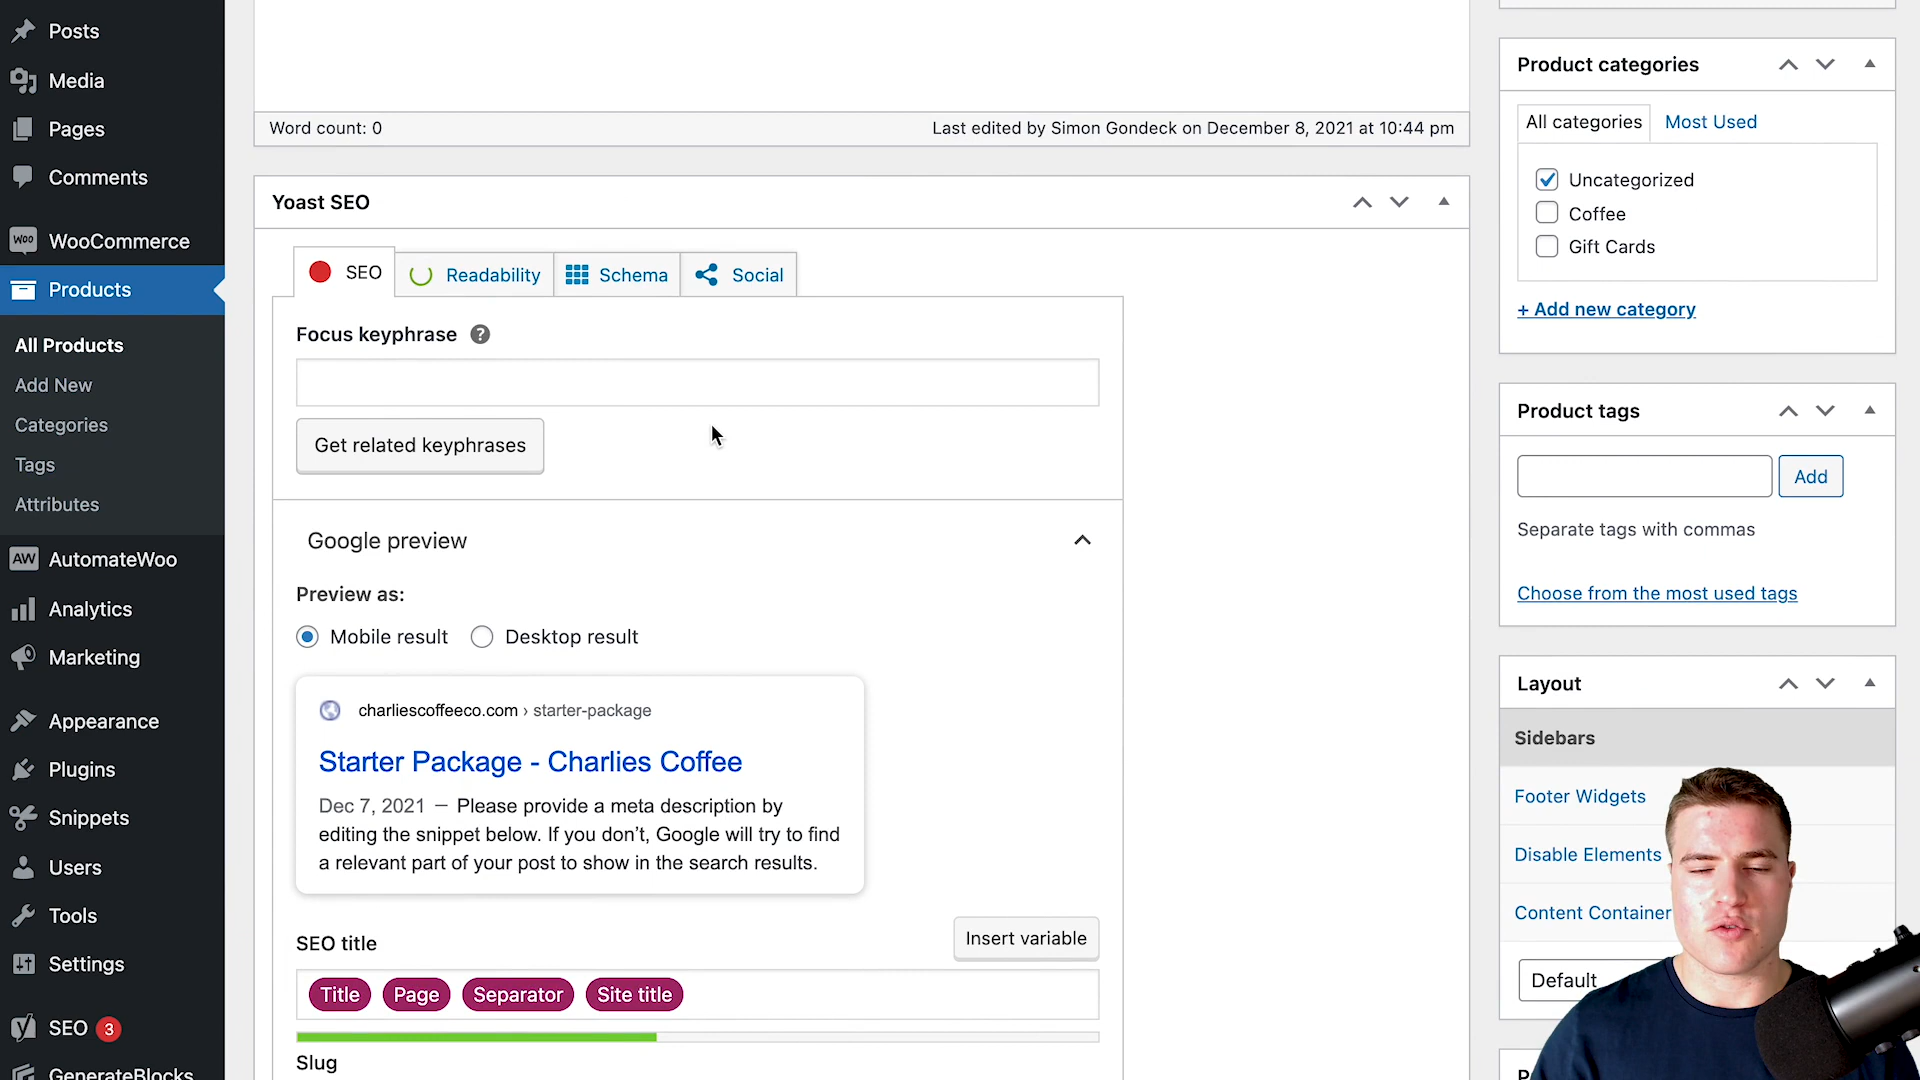 Posts
Media
Pages
Comments
WOO WooCommerce
Products
All Products
Add New
Categories
Tags
Attributes
AW AutomateWoo
Analytics
Marketing
Appearance
Plugins
Snippets
Users
Tools
Settings
SEO 3
GenerateBlocks
Word count: 0
Last edited by Simon Gondeck on December 8, 2021 at 10:44 pm
Yoast SEO
SEO
Readability
Schema
Social
Focus keyphrase ?
Get related keyphrases
Google preview
Preview as:
Mobile result
Desktop result
charliescoffeeco.com › starter-package
Starter Package - Charlies Coffee
Dec 7, 2021 — Please provide a meta description by
editing the snippet below. If you don’t, Google will try to find
a relevant part of your post to show in the search results.
SEO title
Insert variable
Title Page Separator Site title
Slug
Product categories
All categories
Most Used
Uncategorized
Coffee
Gift Cards
+ Add new category
Product tags
Add
Separate tags with commas
Choose from the most used tags
Layout
Sidebars
Footer Widgets
Disable Elements
Content Container
Default